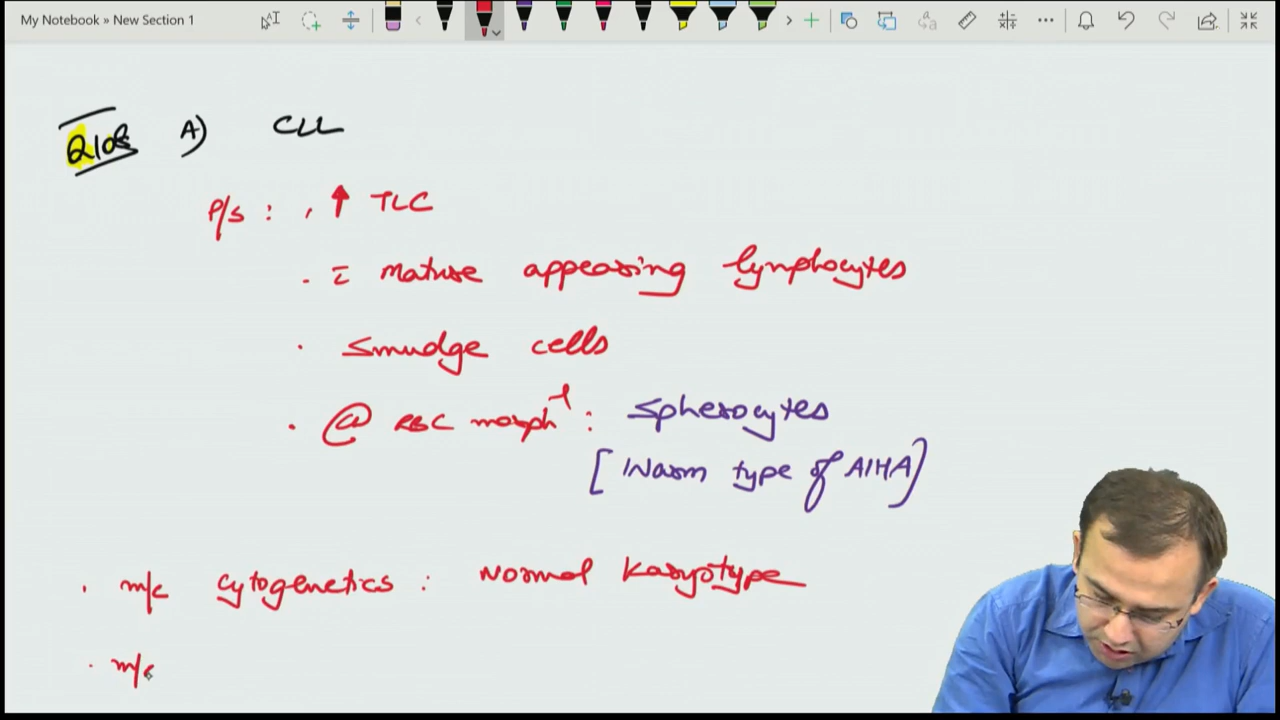 My Notebook » New Section 1
Q108 A) CLL
P/s : ↑ TLC
. c̄ mature appearing lymphocytes
. Smudge cells
. @ RBC morph : Spherocytes
[Warm type of AIHA]
. m/c cytogenetics : Normal Karyotype
. m/c